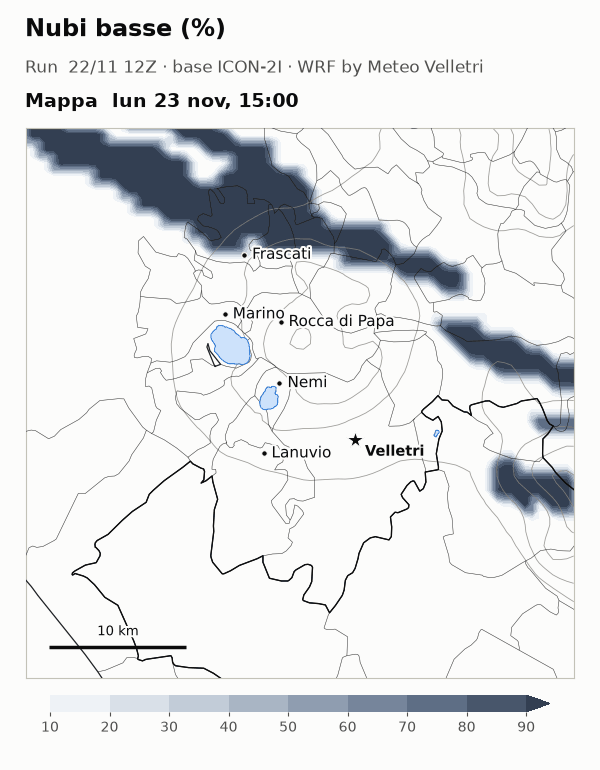 Nubi basse (%)
Run  22/11 12Z · base ICON-2I · WRF by Meteo Velletri
Mappa  lun 23 nov, 15:00
Frascati
Marino
Rocca di Papa
Nemi
Velletri
Lanuvio
10 km
10 20 30 40 50 60 70 80 90